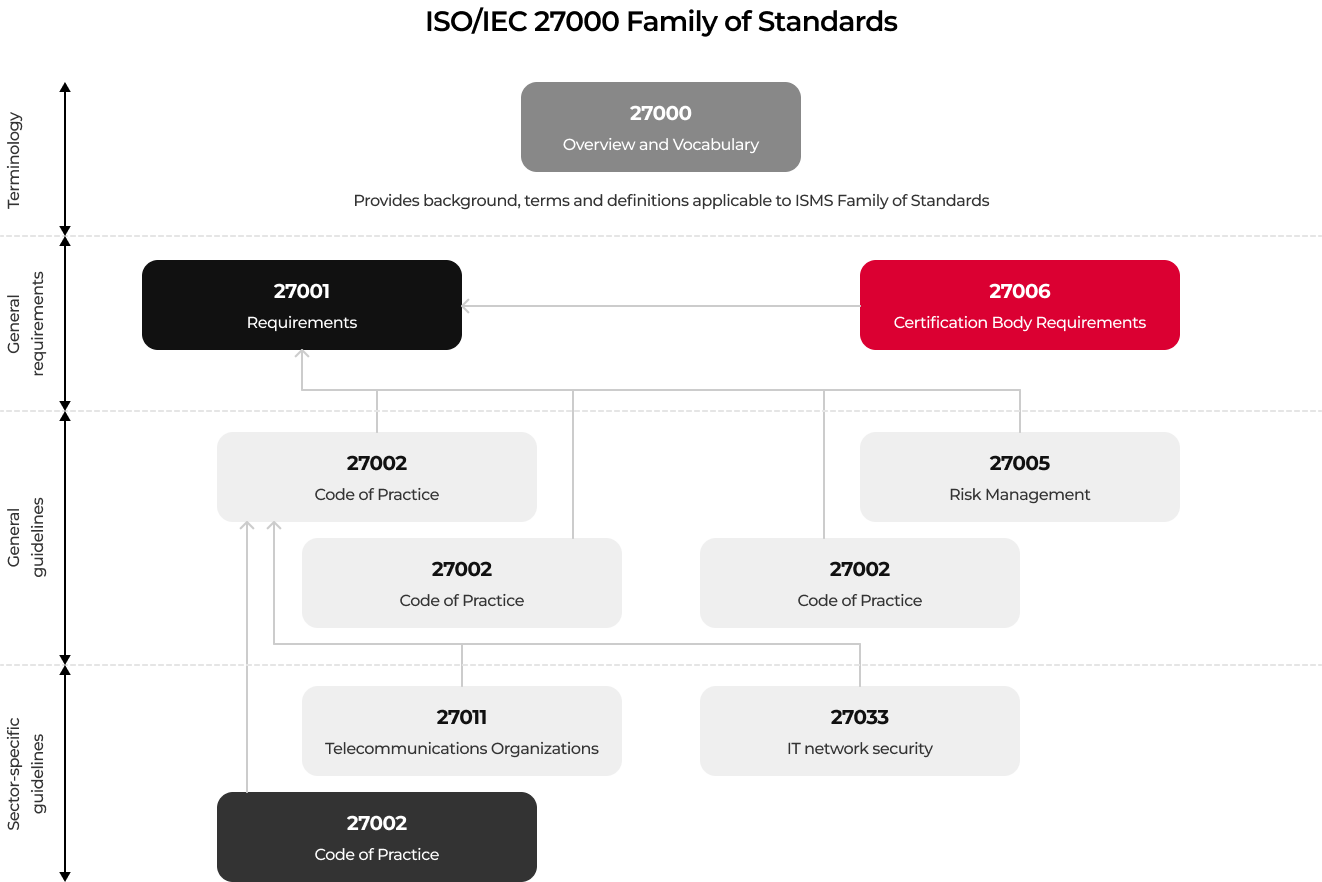 ISO/IEC 27000 Family of Standards
Terminology
27000
Overview and Vocabulary
Provides background, terms and definitions applicable to ISMS Family of Standards
General
requirements
27001
Requirements
27006
Certification Body Requirements
General
guidelines
27002
Code of Practice
27005
Risk Management
27002
Code of Practice
27002
Code of Practice
Sector-specific
guidelines
27011
Telecommunications Organizations
27033
IT network security
27002
Code of Practice